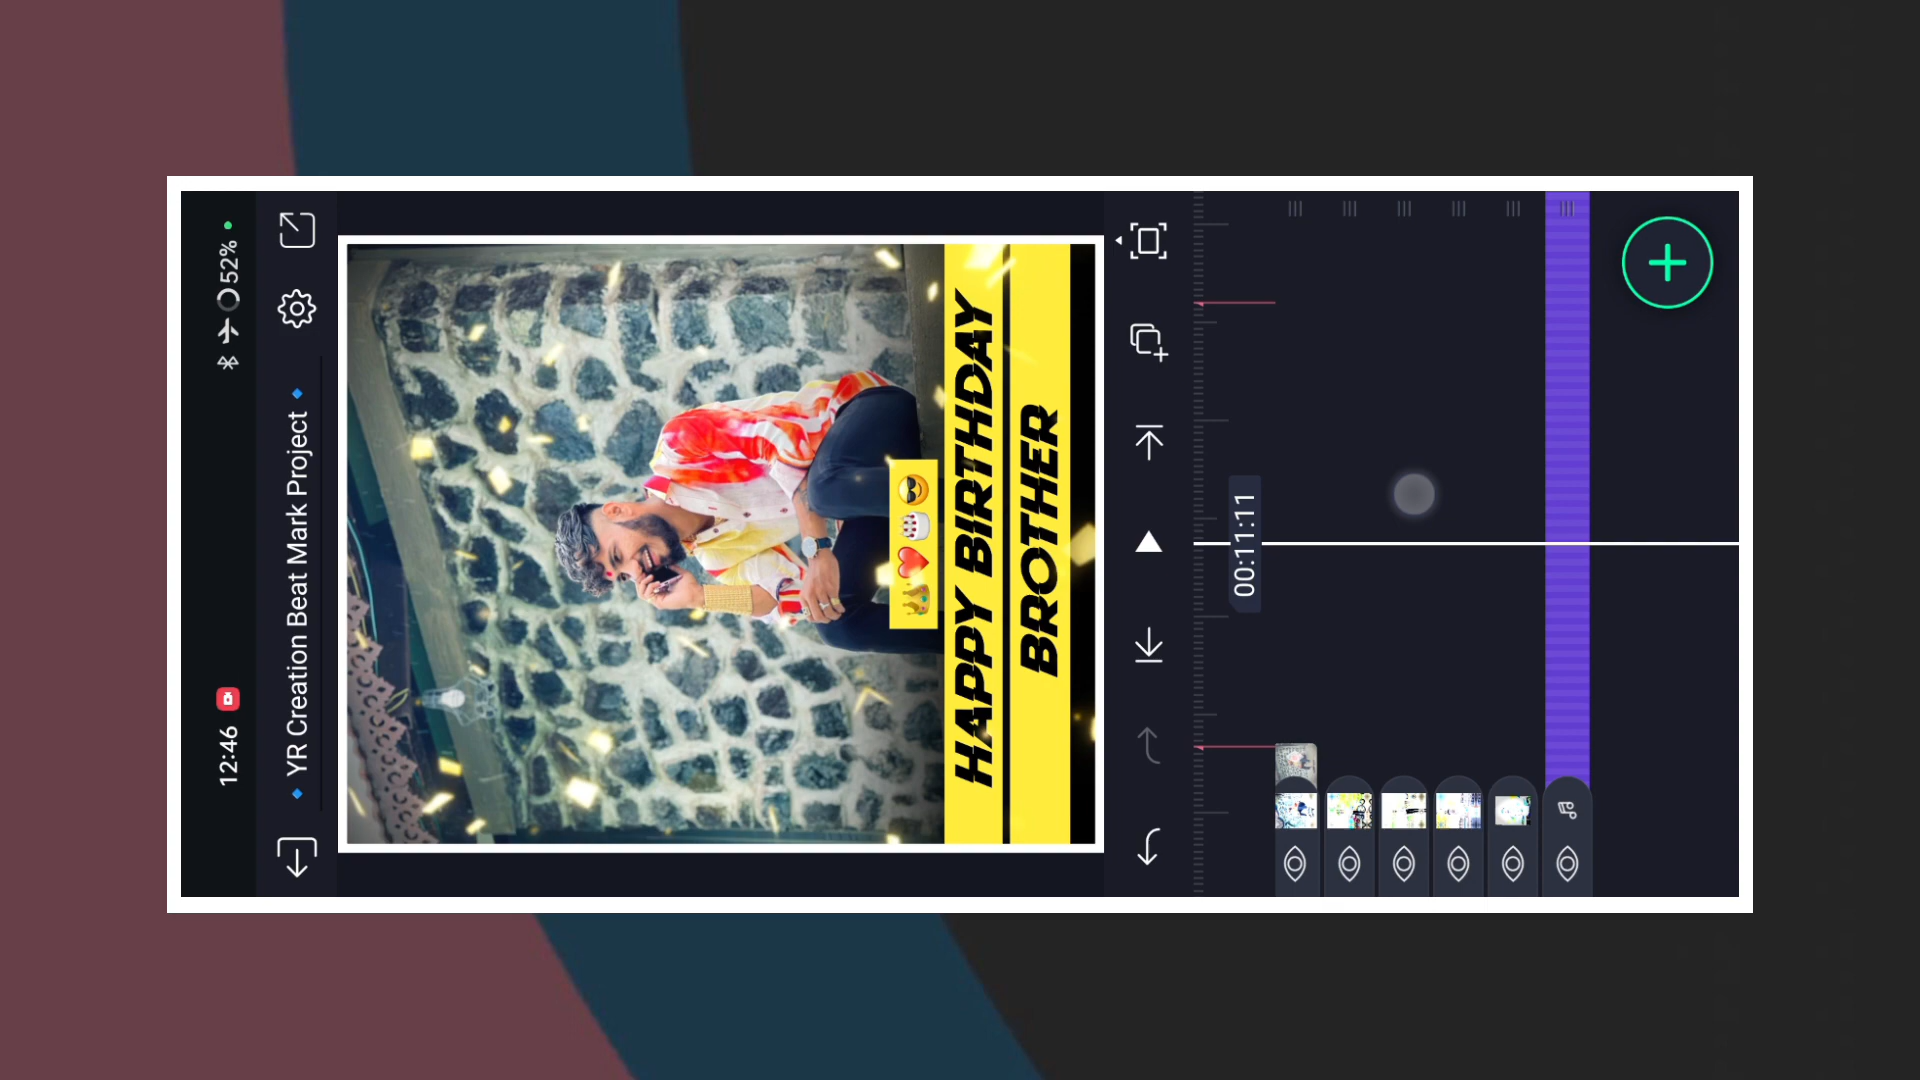 12:46
52%
YR Creation Beat Mark Project
HAPPY BIRTHDAY
BROTHER
00:11:11